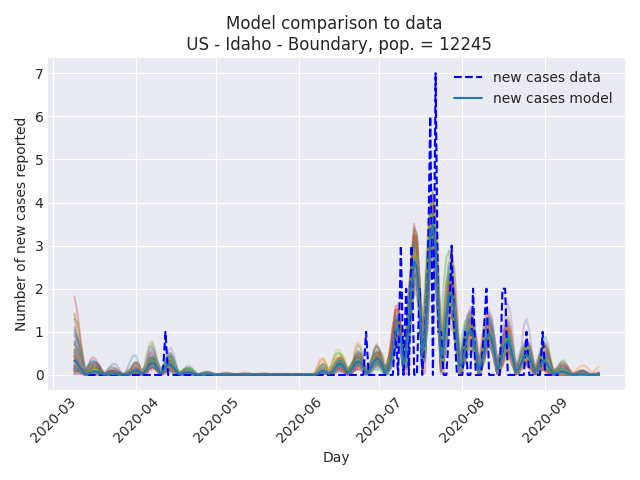 Model comparison to data
US - Idaho - Boundary, pop. = 12245
Number of new cases reported
7
6
5
4
3
2
1
0
new cases data
new cases model
2020-03
2020-04
2020-05
2020-06
2020-07
2020-08
2020-09
Day